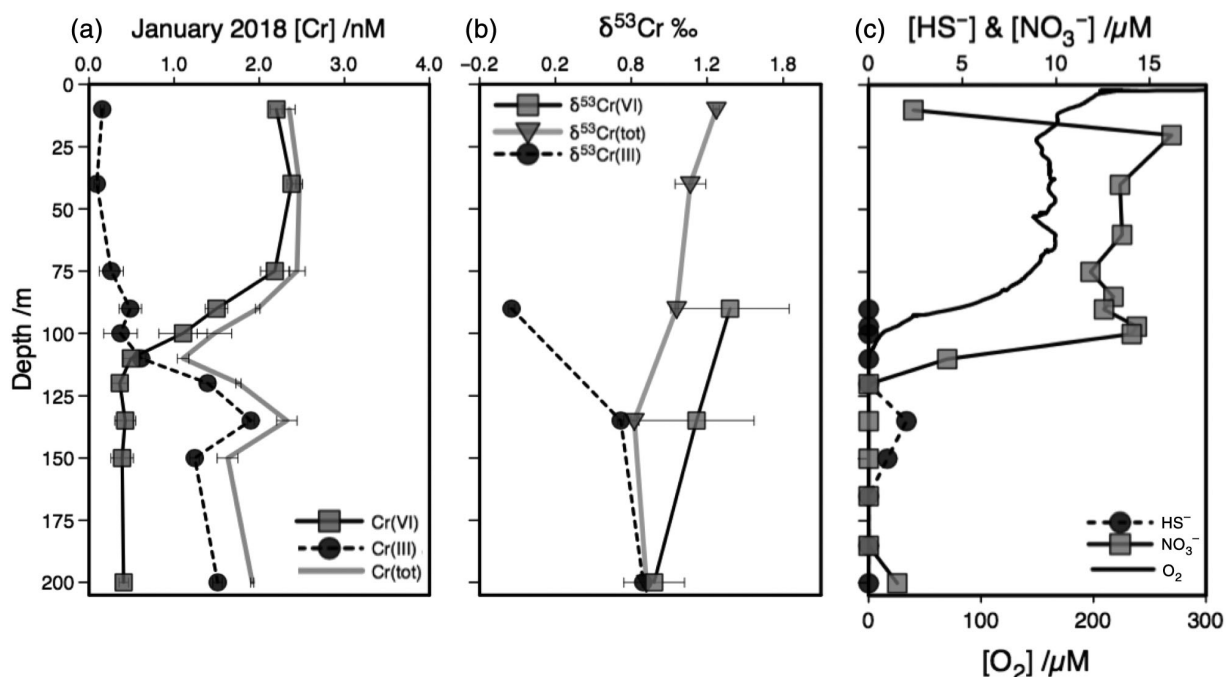 (a) January 2018 [Cr] /nM
0.0 1.0 2.0 3.0 4.0
Depth /m
0
25
50
75
100
125
150
175
200
Cr(VI)
Cr(III)
Cr(tot)
(b) δ⁵³Cr ‰
−0.2 0.8 1.2 1.8
δ⁵³Cr(VI)
δ⁵³Cr(tot)
δ⁵³Cr(III)
(c) [HS⁻] & [NO₃⁻] /µM
0 5 10 15
HS⁻
NO₃⁻
O₂
0 100 200 300
[O₂] /µM